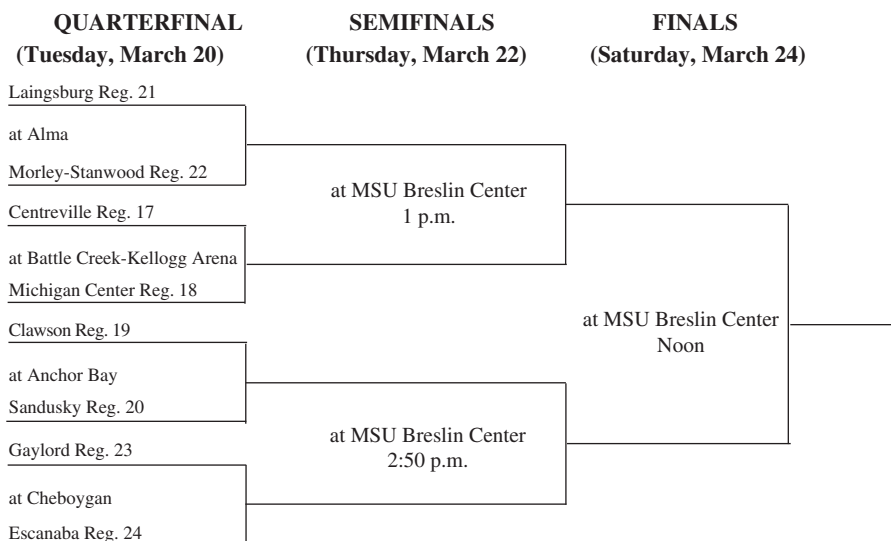 QUARTERFINAL
(Tuesday, March 20)
SEMIFINALS
(Thursday, March 22)
FINALS
(Saturday, March 24)
Laingsburg Reg. 21
at Alma
Morley-Stanwood Reg. 22
Centreville Reg. 17
at Battle Creek-Kellogg Arena
Michigan Center Reg. 18
Clawson Reg. 19
at Anchor Bay
Sandusky Reg. 20
Gaylord Reg. 23
at Cheboygan
Escanaba Reg. 24
at MSU Breslin Center
1 p.m.
at MSU Breslin Center
2:50 p.m.
at MSU Breslin Center
Noon